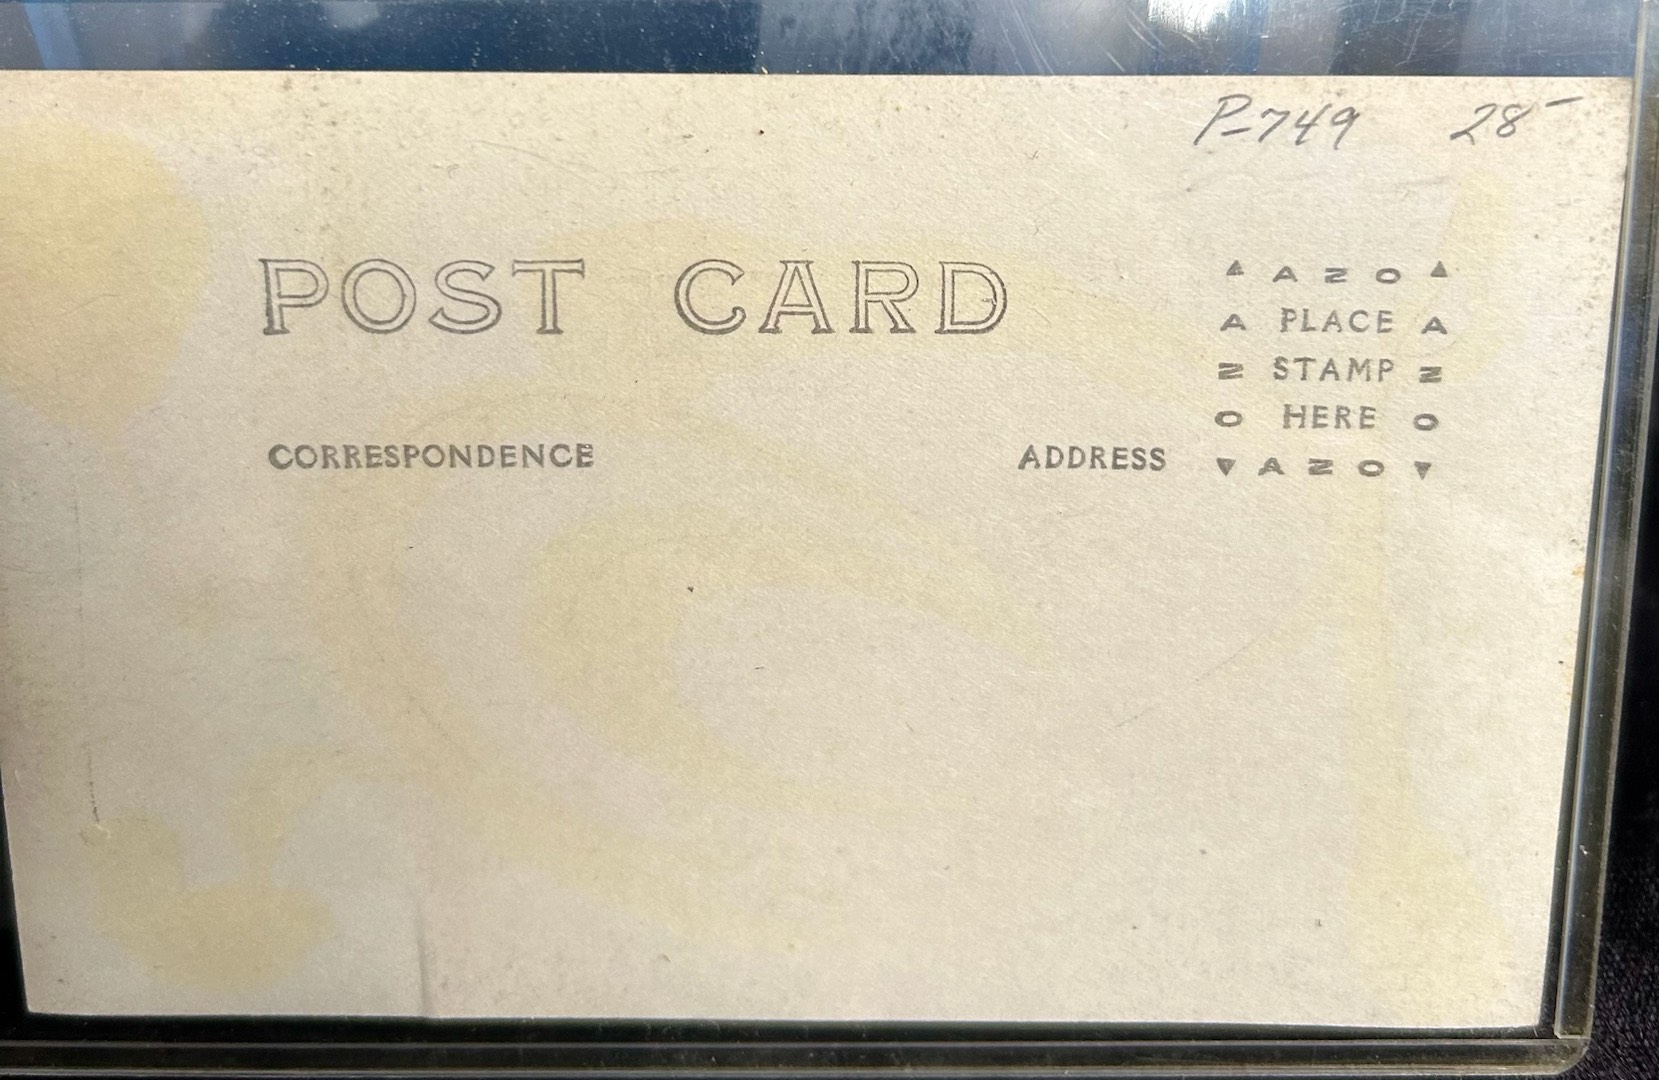 P-749 28-
POST CARD
▲ AZO ▲
A PLACE A
Z STAMP Z
O HERE O
▼ AZO ▼
CORRESPONDENCE
ADDRESS